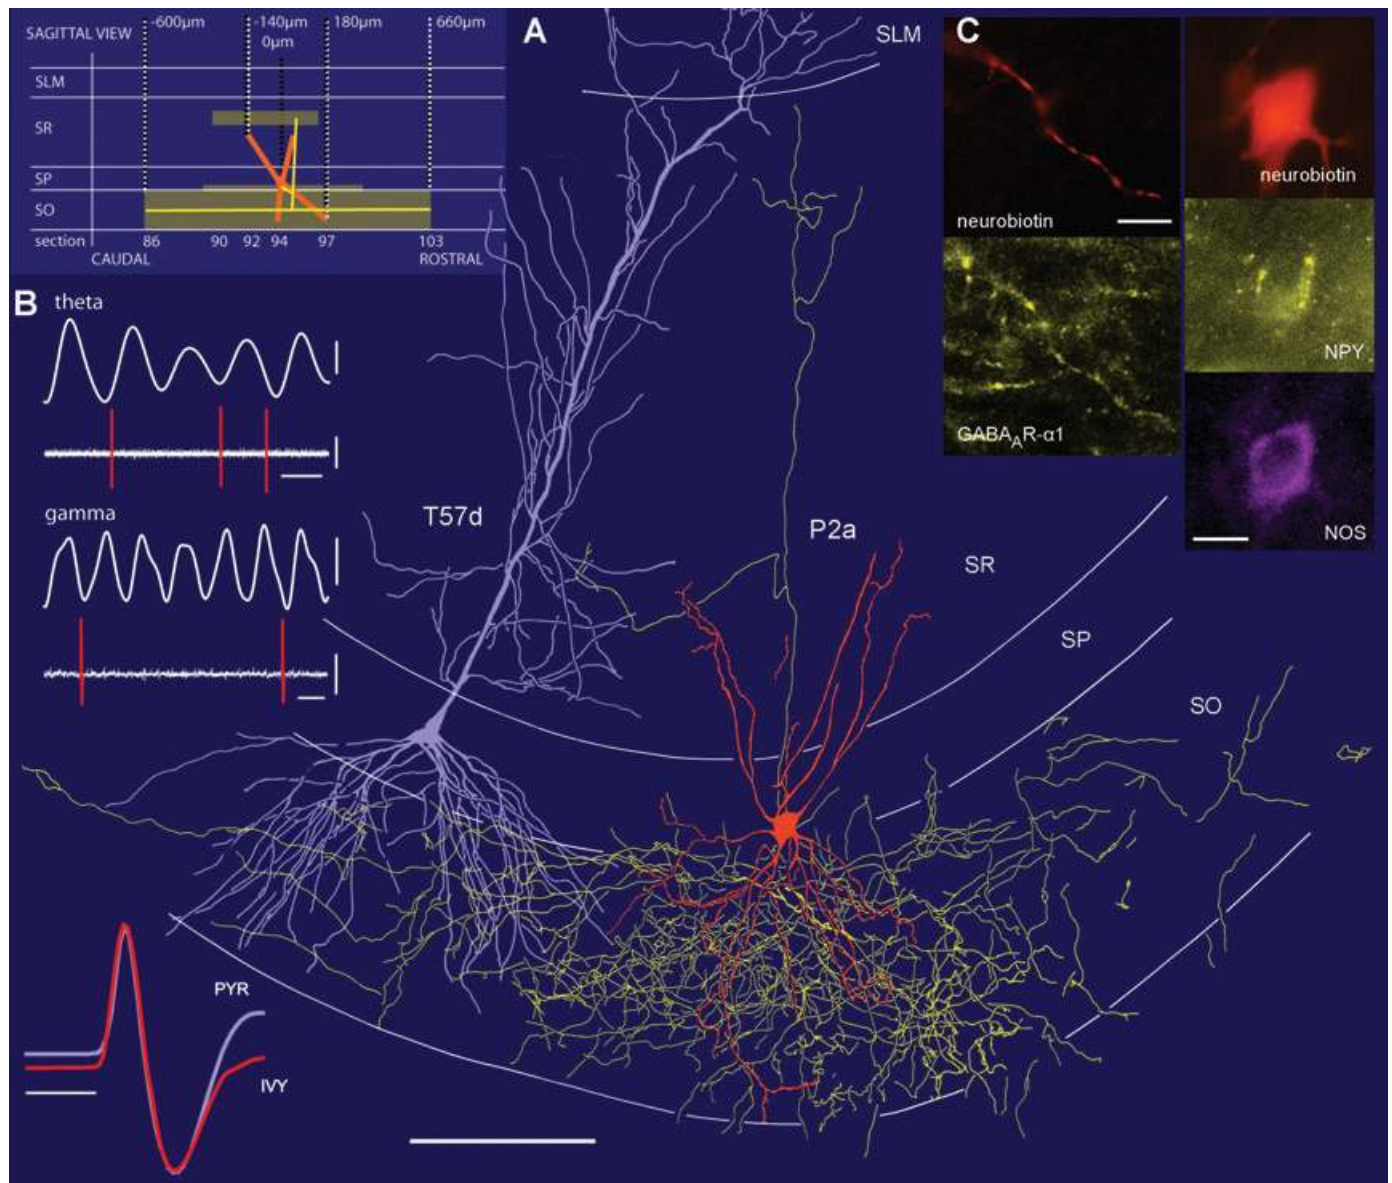 -600µm
-140µm
180µm
660µm
SAGITTAL VIEW
0µm
SLM
SR
SP
SO
section
86
90
92
94
97
103
CAUDAL
ROSTRAL
A
SLM
T57d
P2a
SR
SP
SO
B
theta
gamma
PYR
IVY
C
neurobiotin
neurobiotin
GABA_AR-α1
NPY
NOS